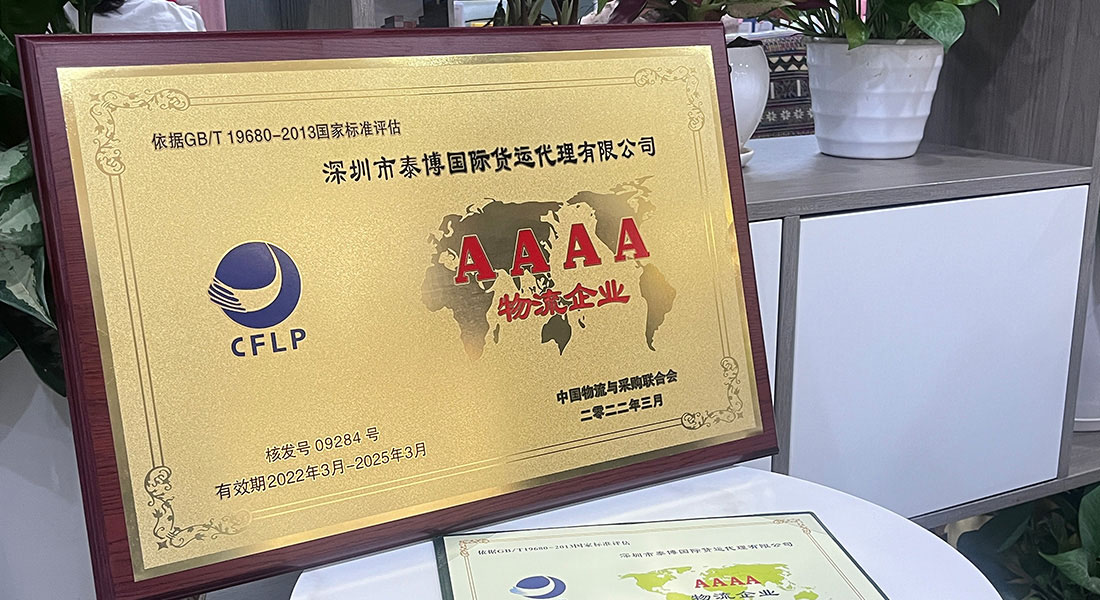 依据GB/T 19680-2013国家标准评估
深圳市泰博国际货运代理有限公司
AAAA
物流企业
CFLP
中国物流与采购联合会
二零二二年三月
核发号 09284 号
有效期2022年3月-2025年3月
依据GB/T19680-2013国家标准评估
深圳市泰博国际货运代理有限公司
AAAA
物流企业